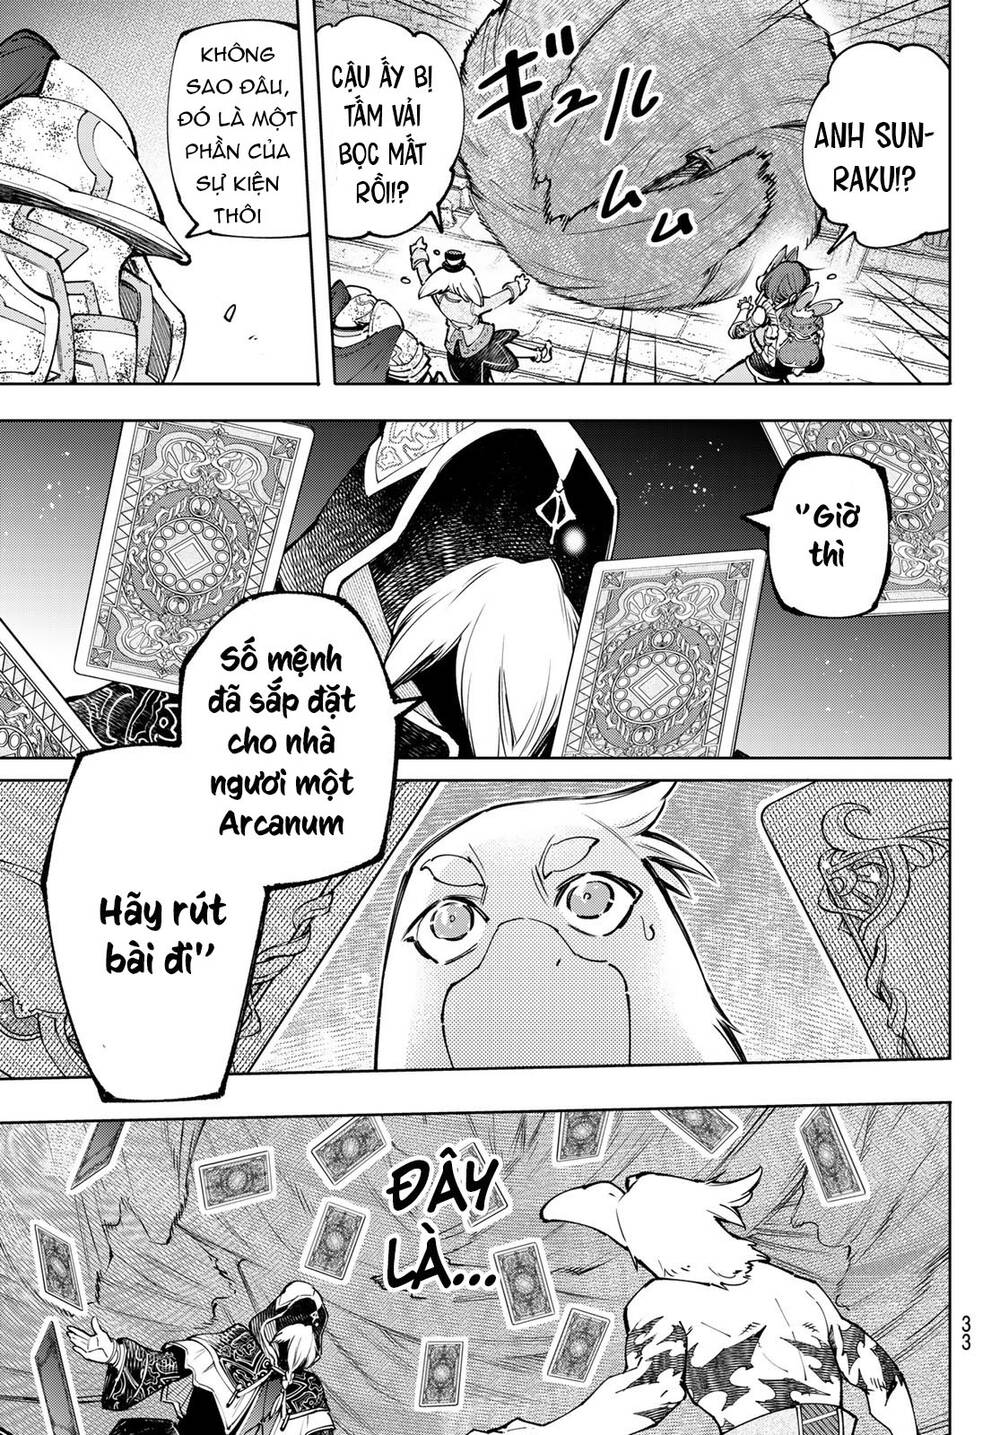 ANH SUN-
RAKU!?
ギュルルムム
CẬU ẤY BỊ
TẤM VẢI
BỌC MẤT
RỒI!?
KHÔNG
SAO ĐÂU,
ĐÓ LÀ MỘT
PHẦN CỦA
SỰ KIỆN
THÔI
"Giờ
thì
Số mệnh
đã sắp đặt
cho nhà
ngươi một
Arcanum
Hãy rút
bài đi"
ĐÂY
LÀ...
33